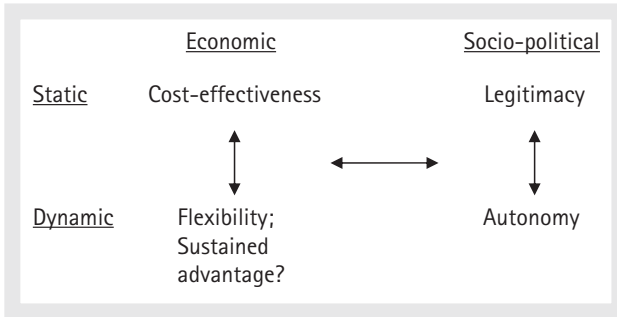 Economic Socio-political
Static Cost-effectiveness Legitimacy
Dynamic Flexibility; Autonomy
Sustained
advantage?